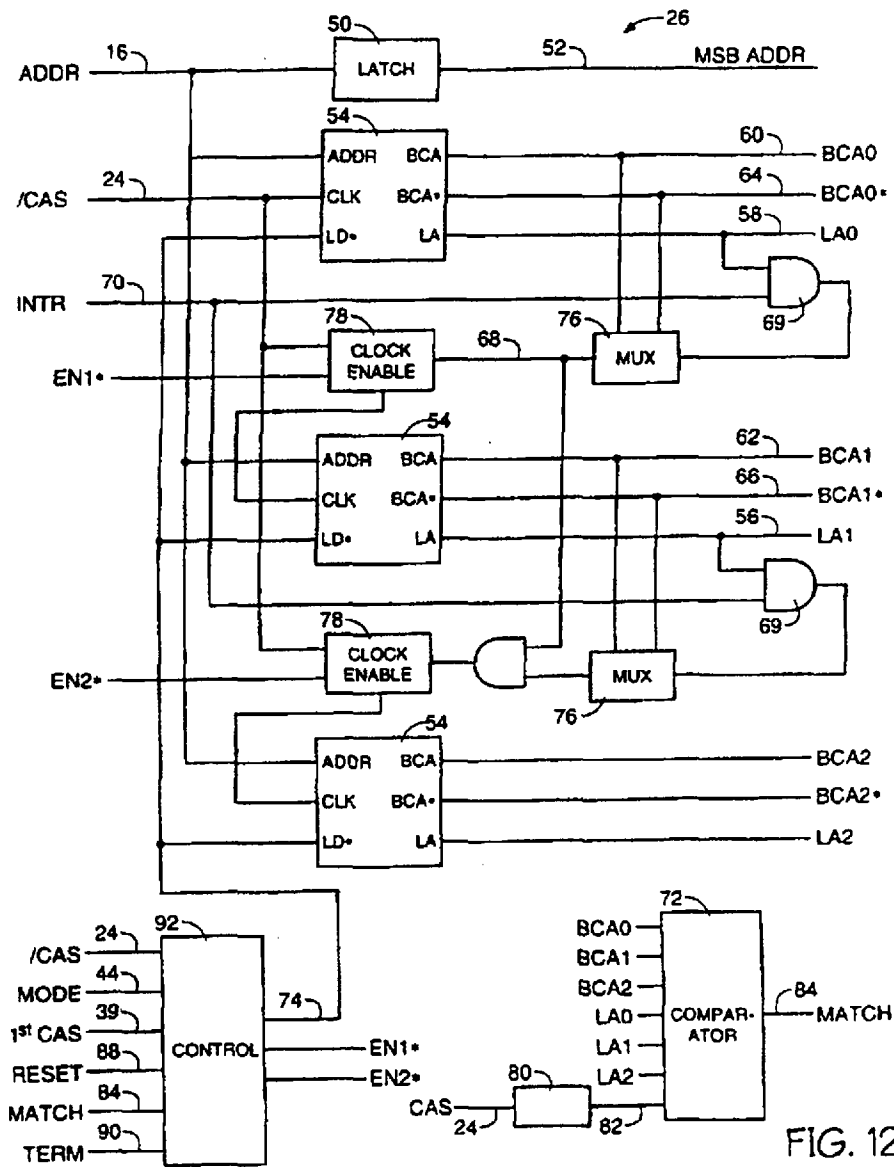 26
50
16
52
ADDR
LATCH
MSB ADDR
54
ADDR BCA
60
BCA0
/CAS
24
CLK BCA*
64
BCA0*
LD* LA
58
LA0
INTR
70
69
78
68
76
CLOCK
ENABLE
MUX
EN1*
54
ADDR BCA
62
BCA1
CLK BCA*
66
BCA1*
LD* LA
56
LA1
69
78
CLOCK
ENABLE
MUX
EN2*
76
54
ADDR BCA
BCA2
CLK BCA*
BCA2*
LD* LA
LA2
92
72
/CAS
24
MODE
44
1st CAS
39
RESET
88
MATCH
84
TERM
90
CONTROL
74
EN1*
EN2*
BCA0
BCA1
BCA2
LA0
LA1
LA2
COMPAR-
ATOR
84
MATCH
80
CAS
24
82
FIG. 12